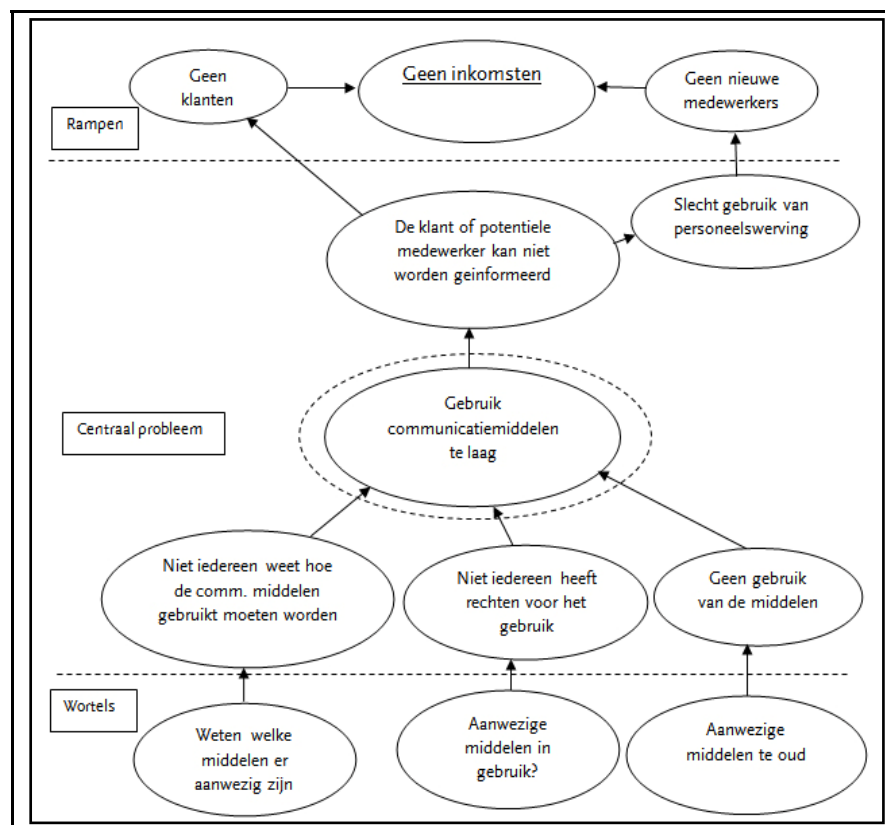 Geen
klanten
Geen inkomsten
Geen nieuwe
medewerkers
Rampen
De klant of potentiele
medewerker kan niet
worden geinformeerd
Slecht gebruik van
personeelswerving
Centraal probleem
Gebruik
communicatiemiddelen
te laag
Niet iedereen weet hoe
de comm. middelen
gebruikt moeten worden
Niet iedereen heeft
rechten voor het
gebruik
Geen gebruik
van de middelen
Wortels
Weten welke
middelen er
aanwezig zijn
Aanwezige
middelen in
gebruik?
Aanwezige
middelen te oud